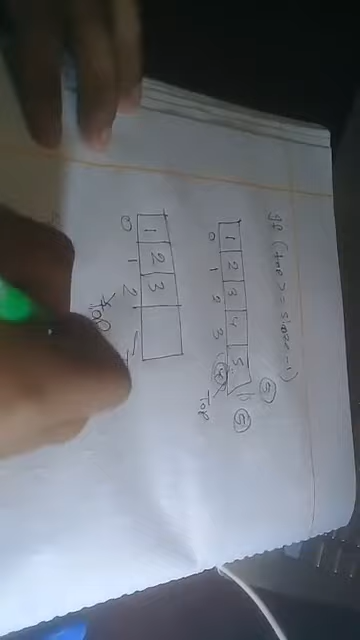 if (top >= size-1)
5
1 2 3 4 5
0 1 2 3 4
5
Top
1 2 3
0 1 2
Top